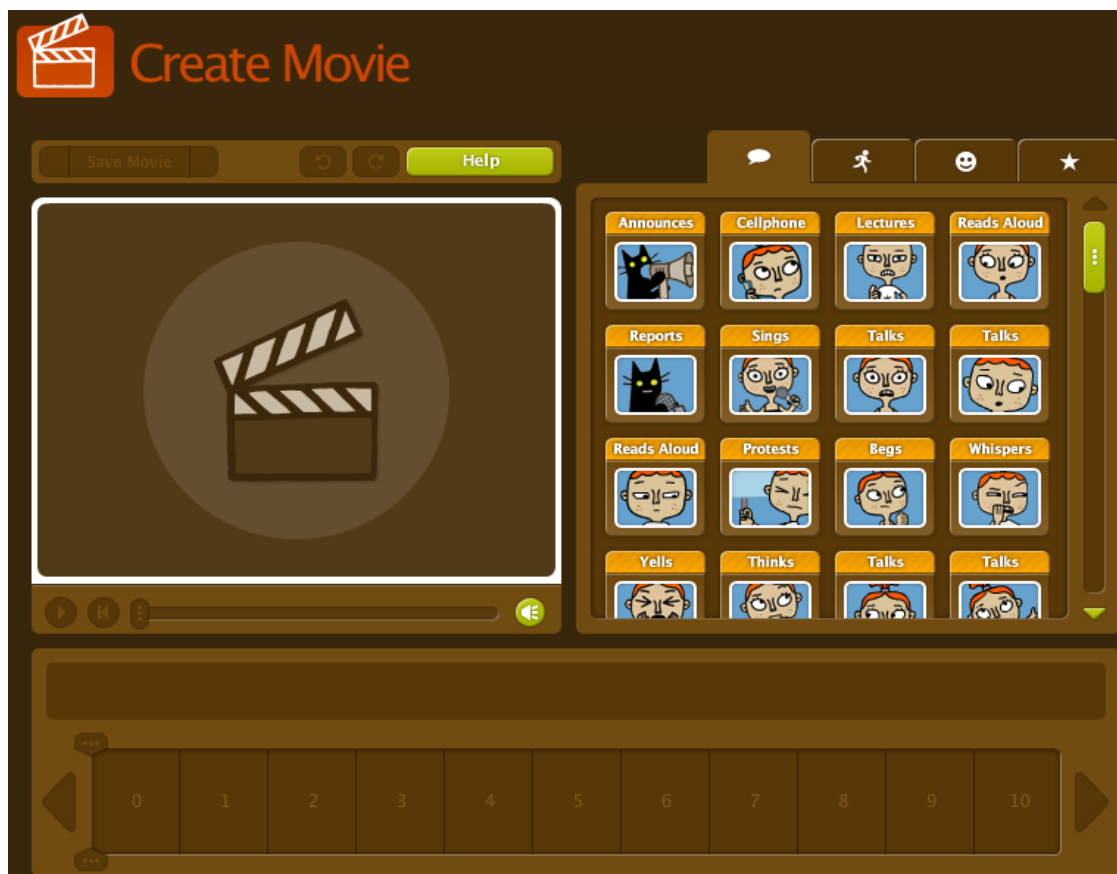 Create Movie
Save Movie
Help
Announces
Cellphone
Lectures
Reads Aloud
Reports
Sings
Talks
Talks
Reads Aloud
Protests
Begs
Whispers
Yells
Thinks
Talks
Talks
0 1 2 3 4 5 6 7 8 9 10